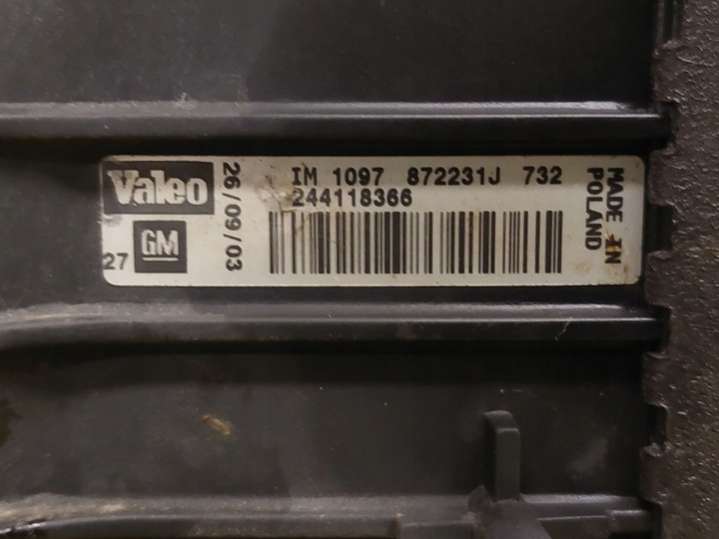 Valeo
GM
27
26/09/03
IM 1097 872231J 732
244118366
MADE IN
POLAND